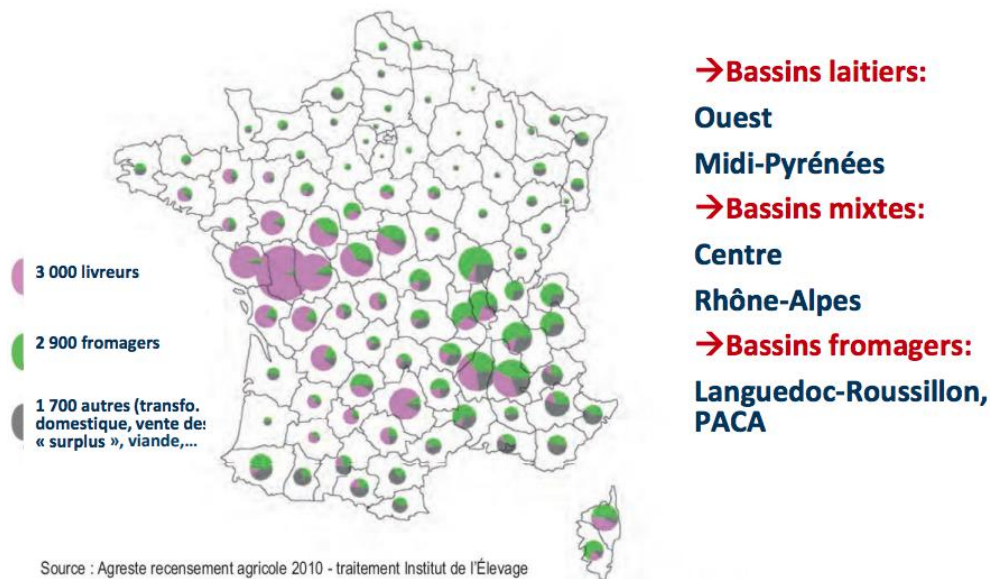 3 000 livreurs
2 900 fromagers
1 700 autres (transfo.
domestique, vente des
« surplus », viande,...
→Bassins laitiers:
Ouest
Midi-Pyrénées
→Bassins mixtes:
Centre
Rhône-Alpes
→Bassins fromagers:
Languedoc-Roussillon,
PACA
Source : Agreste recensement agricole 2010 - traitement Institut de l'Élevage